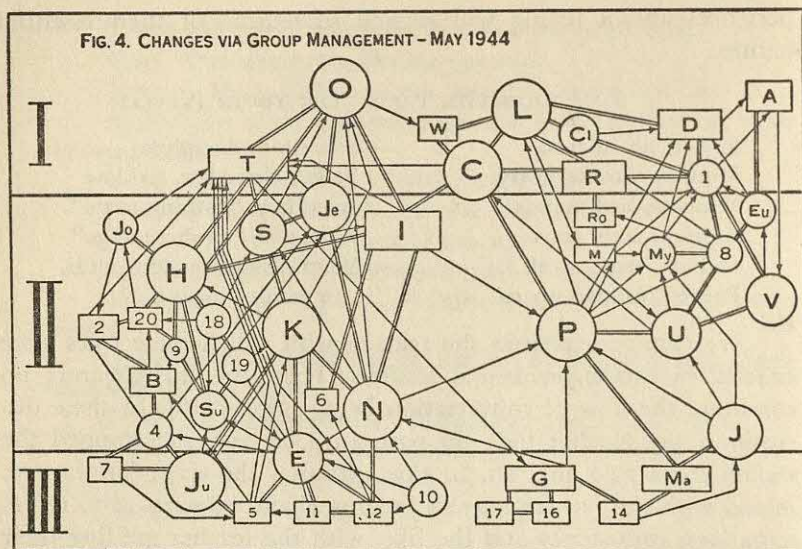 FIG. 4. CHANGES VIA GROUP MANAGEMENT - MAY 1944
I
O
W
L
Cl
D
A
T
C
R
1
Jo
S
Je
I
Ro
Eu
H
M
My
8
II
2
20
18
K
P
U
V
9
19
B
Su
6
N
4
J
7
Ju
E
10
G
Ma
III
5
11
12
17
16
14